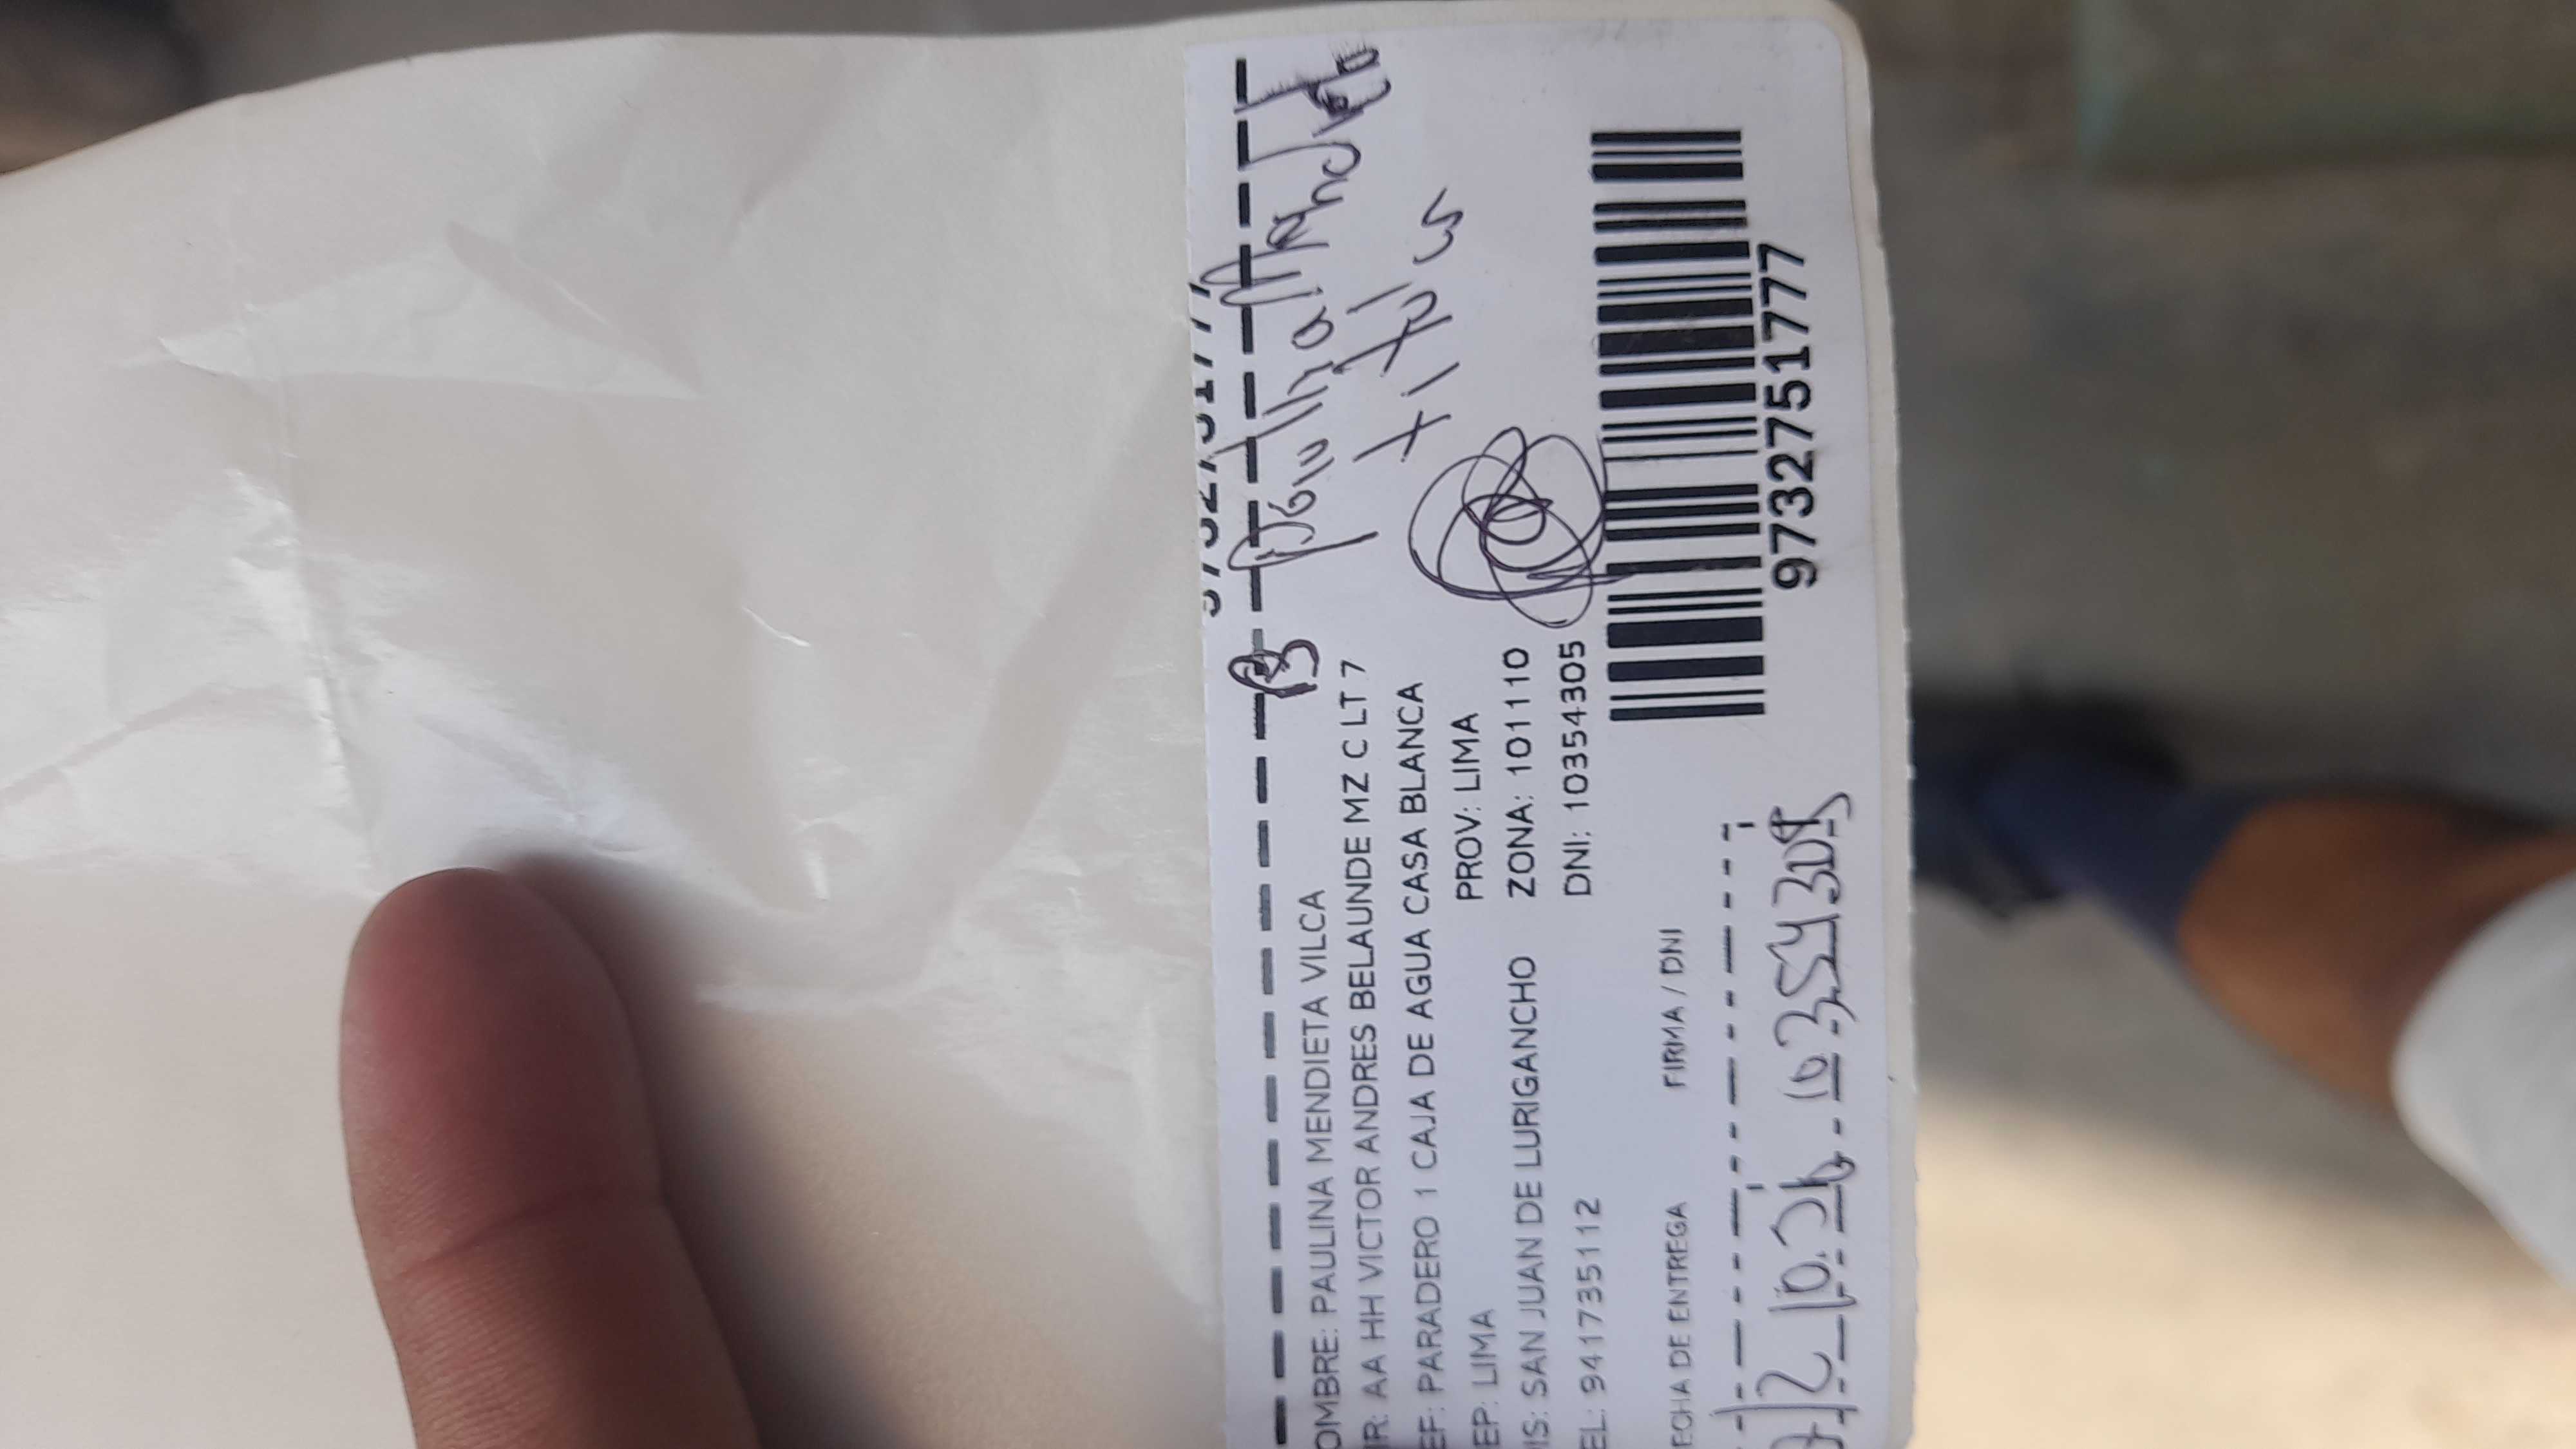 OMBRE: PAULINA MENDIETA VILCA
IR: AA HH VICTOR ANDRES BELAUNDE MZ C LT 7
EF: PARADERO 1 CAJA DE AGUA CASA BLANCA
EP: LIMA PROV: LIMA
IS: SAN JUAN DE LURIGANCHO ZONA: 101110
EL: 941735112 DNI: 10354305
ECHA DE ENTREGA FIRMA / DNI
10354305
9732751777